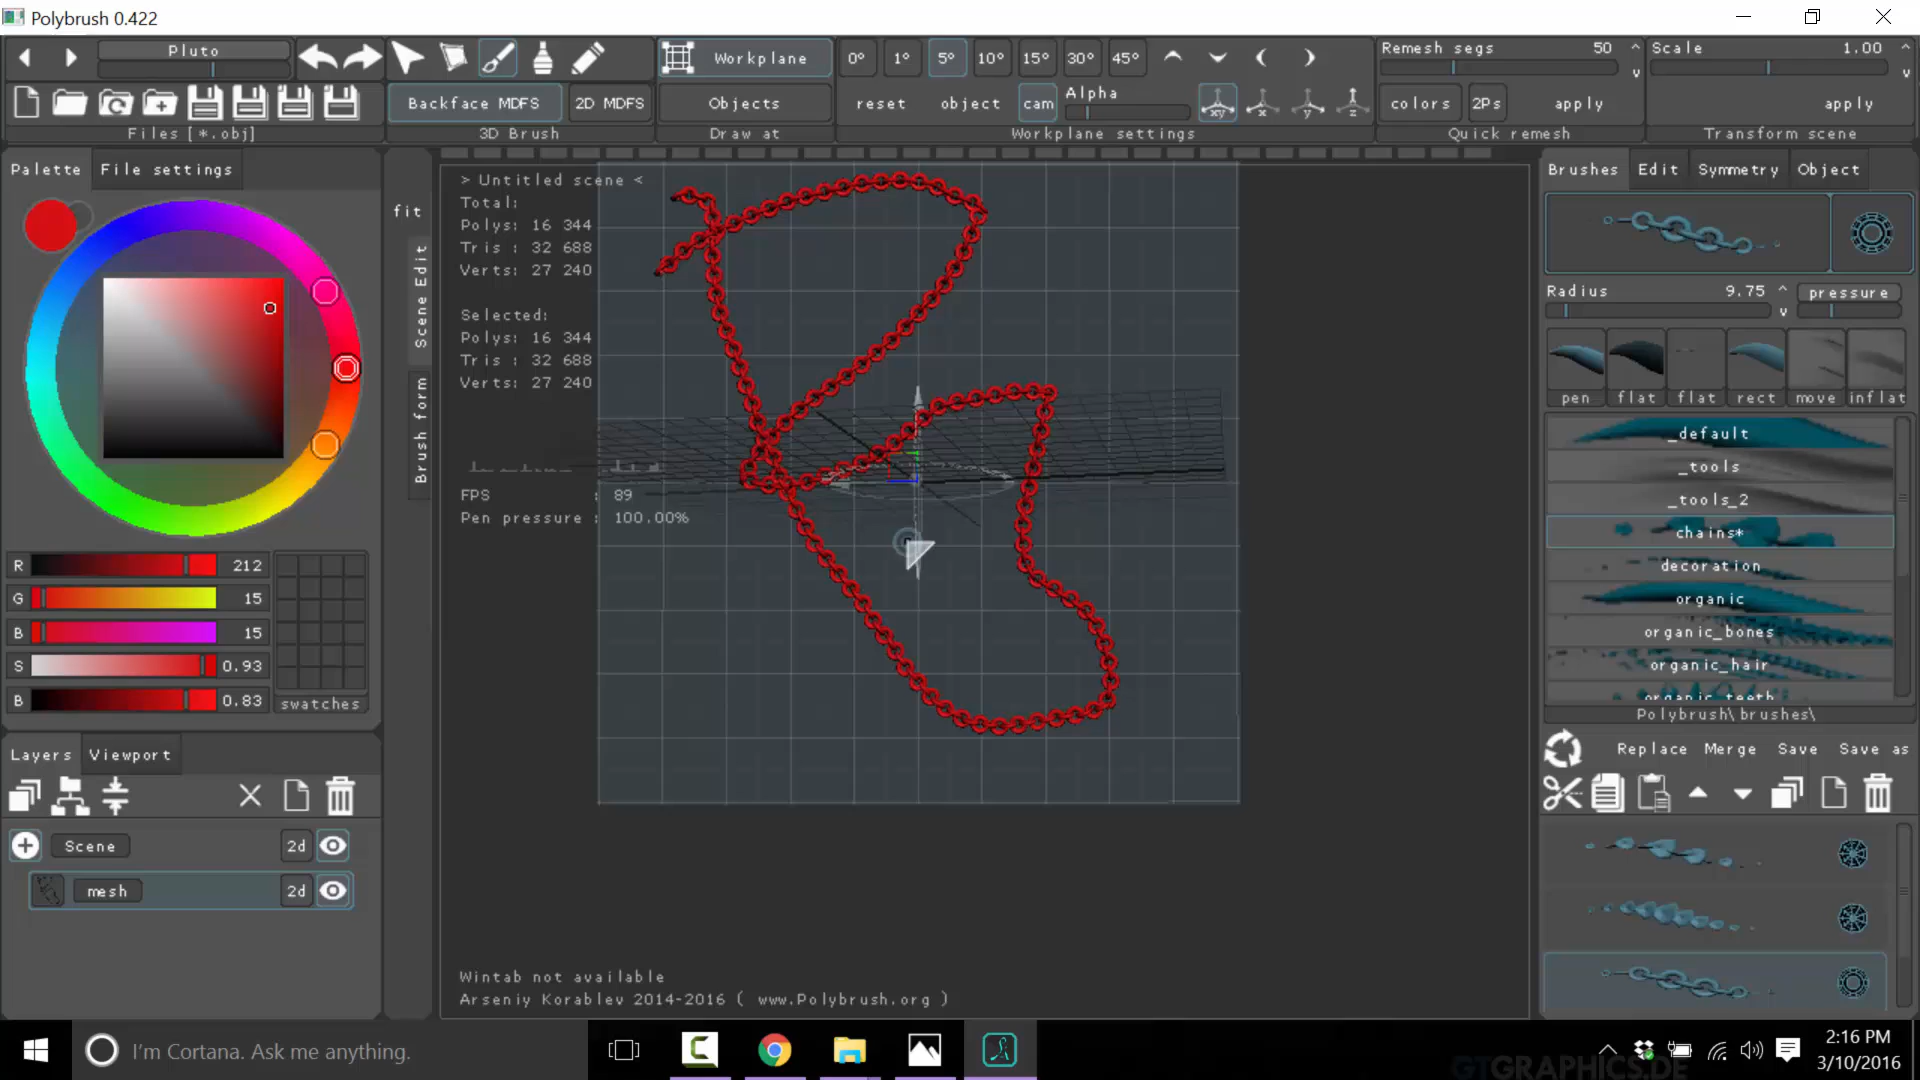 Polybrush 0.422
Pluto
Workplane
0° 1° 5° 10° 15° 30° 45°
Remesh segs 50
Scale 1.00
Backface MDFS
2D MDFS
Objects
reset object cam
Alpha
xy x y z
colors 2Ps apply
apply
Files [*.obj]
3D Brush
Draw at
Workplane settings
Quick remesh
Transform scene
Palette
File settings
fit
Scene Edit
Brush form
> Untitled scene <
Total:
Polys: 16 344
Tris : 32 688
Verts: 27 240
Selected:
Polys: 16 344
Tris : 32 688
Verts: 27 240
FPS : 89
Pen pressure : 100.00%
Brushes Edit Symmetry Object
Radius 9.75
pressure
pen flat flat rect move inflat
_default
_tools
_tools_2
chains*
decoration
organic
organic_bones
organic_hair
organic_teeth
Polybrush\brushes\
Replace Merge Save Save as
R 212
G 15
B 15
S 0.93
B 0.83
swatches
Layers Viewport
Scene 2d
mesh 2d
Wintab not available
Arseniy Korablev 2014-2016 ( www.Polybrush.org )
I'm Cortana. Ask me anything.
2:16 PM
3/10/2016
GTGRAPHICS.DE